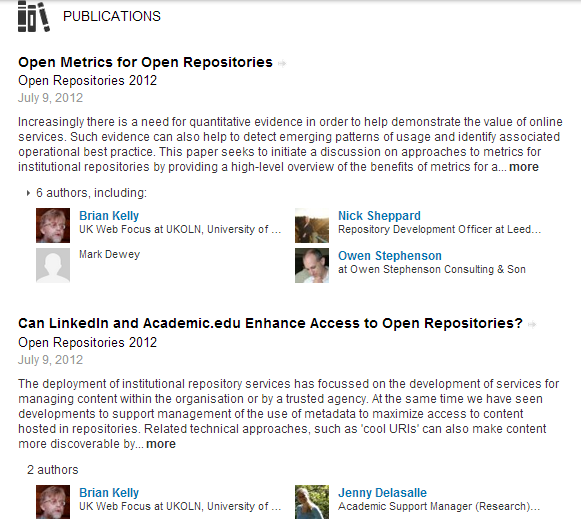 PUBLICATIONS
Open Metrics for Open Repositories
Open Repositories 2012
July 9, 2012
Increasingly there is a need for quantitative evidence in order to help demonstrate the value of online
services. Such evidence can also help to detect emerging patterns of usage and identify associated
operational best practice. This paper seeks to initiate a discussion on approaches to metrics for
institutional repositories by providing a high-level overview of the benefits of metrics for a... more
6 authors, including:
Brian Kelly
UK Web Focus at UKOLN, University of ...
Nick Sheppard
Repository Development Officer at Leed...
Mark Dewey
Owen Stephenson
at Owen Stephenson Consulting & Son
Can LinkedIn and Academic.edu Enhance Access to Open Repositories?
Open Repositories 2012
July 9, 2012
The deployment of institutional repository services has focussed on the development of services for
managing content within the organisation or by a trusted agency. At the same time we have seen
developments to support management of the use of metadata to maximize access to content
hosted in repositories. Related technical approaches, such as 'cool URIs' can also make content
more discoverable by... more
2 authors
Brian Kelly
UK Web Focus at UKOLN, University of ...
Jenny Delasalle
Academic Support Manager (Research)...